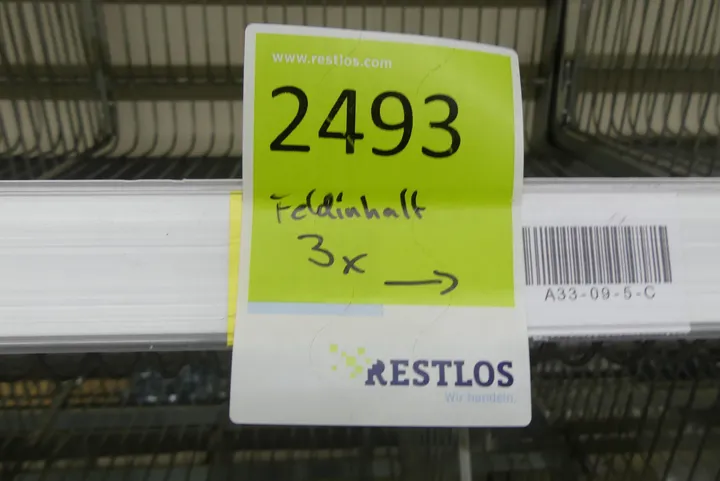 www.restlos.com
2493
Feldinhalt
3x →
A33-09-5-C
RESTLOS
Wir handeln